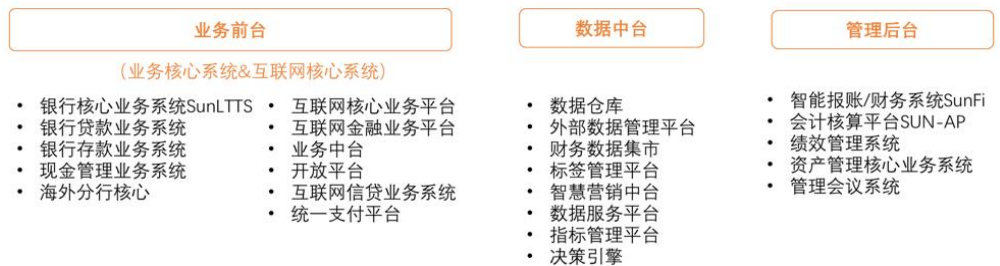 业务前台
(业务核心系统&互联网核心系统)
• 银行核心业务系统SunLTTS
• 银行贷款业务系统
• 银行存款业务系统
• 现金管理业务系统
• 海外分行核心
• 互联网核心业务平台
• 互联网金融业务平台
• 业务中台
• 开放平台
• 互联网信贷业务系统
• 统一支付平台
数据中台
• 数据仓库
• 外部数据管理平台
• 财务数据集市
• 标签管理平台
• 智慧营销中台
• 数据服务平台
• 指标管理平台
• 决策引擎
管理后台
• 智能报账/财务系统SunFi
• 会计核算平台SUN-AP
• 绩效管理系统
• 资产管理核心业务系统
• 管理会议系统